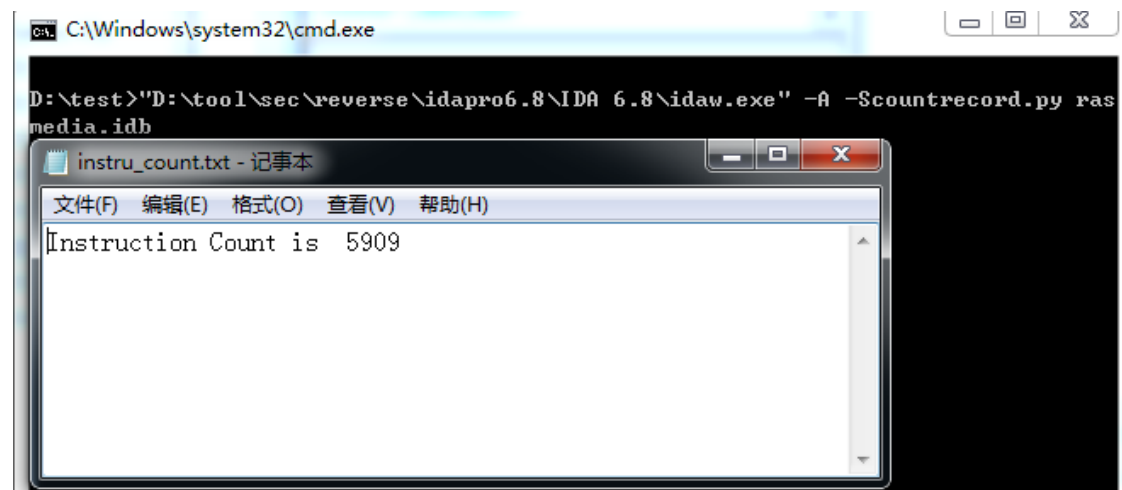 C:\Windows\system32\cmd.exe
D:\test>"D:\tool\sec\reverse\idapro6.8\IDA 6.8\idaw.exe" -A -Scountrecord.py ras
media.idb
instru_count.txt - 记事本
文件(F) 编辑(E) 格式(O) 查看(V) 帮助(H)
Instruction Count is  5909